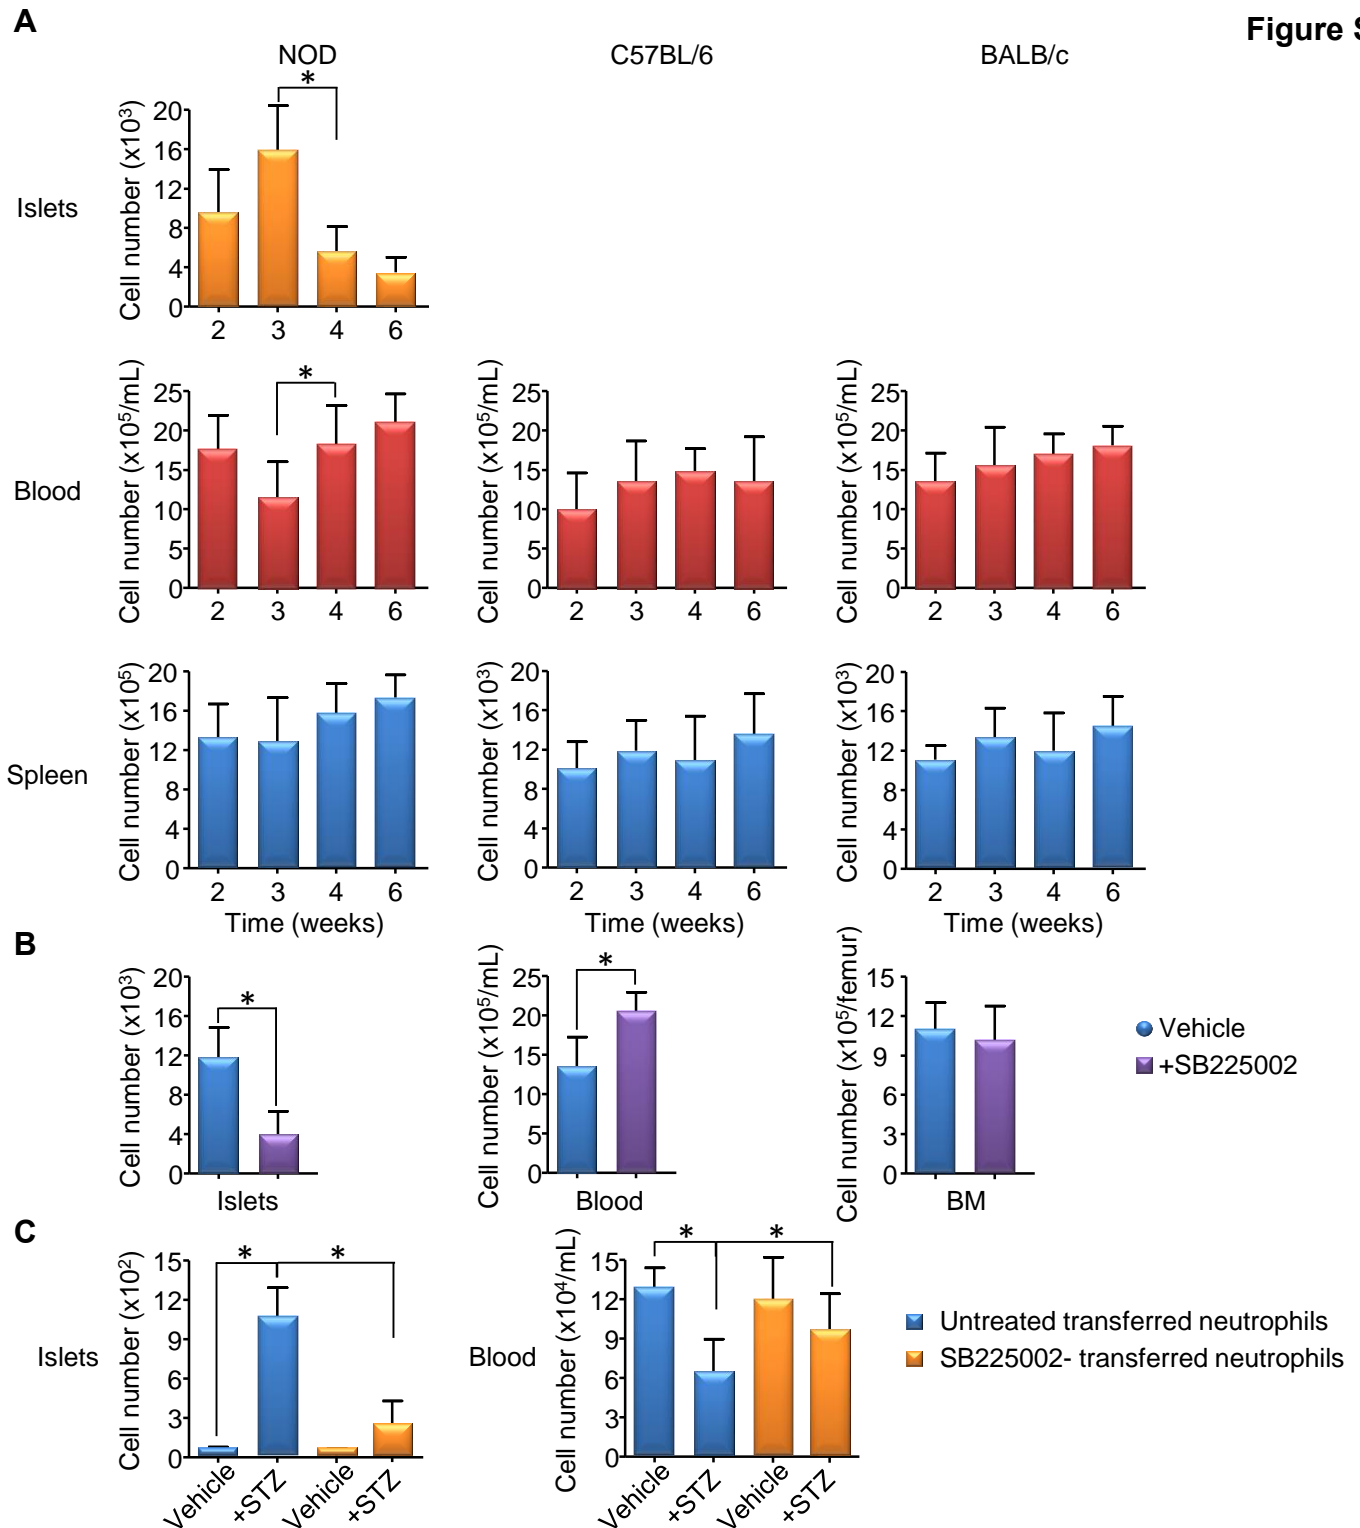 A
Figure S
NOD
C57BL/6
BALB/c
*
Islets
Cell number (x10³)
20
16
12
8
4
0
2 3 4 6
Blood
*
Cell number (x10⁵/mL)
25
20
15
10
5
0
2 3 4 6
Cell number (x10⁵/mL)
25
20
15
10
5
0
2 3 4 6
Cell number (x10⁵/mL)
25
20
15
10
5
0
2 3 4 6
Spleen
Cell number (x10⁵)
20
16
12
8
4
0
2 3 4 6
Time (weeks)
Cell number (x10³)
20
16
12
8
4
0
2 3 4 6
Time (weeks)
Cell number (x10³)
20
16
12
8
4
0
2 3 4 6
Time (weeks)
B
Cell number (x10³)
20
16
12
8
4
0
*
Islets
Cell number (x10⁵/mL)
25
20
15
10
5
0
*
Blood
Cell number (x10⁵/femur)
15
12
9
6
3
0
BM
Vehicle
+SB225002
C
Islets
Cell number (x10²)
15
12
9
6
3
0
* *
Vehicle +STZ Vehicle +STZ
Blood
Cell number (x10⁴/mL)
15
12
9
6
3
0
* *
Vehicle +STZ Vehicle +STZ
Untreated transferred neutrophils
SB225002- transferred neutrophils